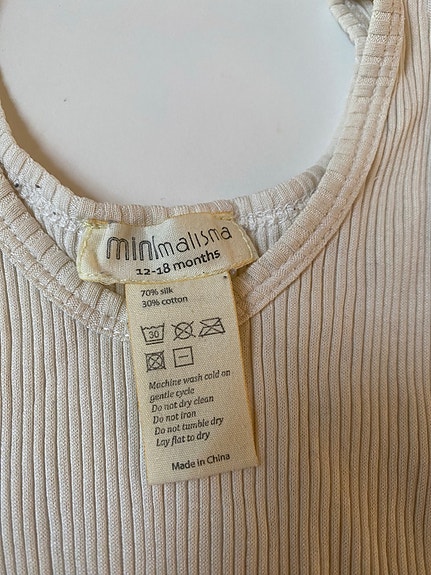 minimalisma
12-18 months
70% silk
30% cotton
30
Machine wash cold on
gentle cycle
Do not dry clean
Do not iron
Do not tumble dry
Lay flat to dry
Made in China